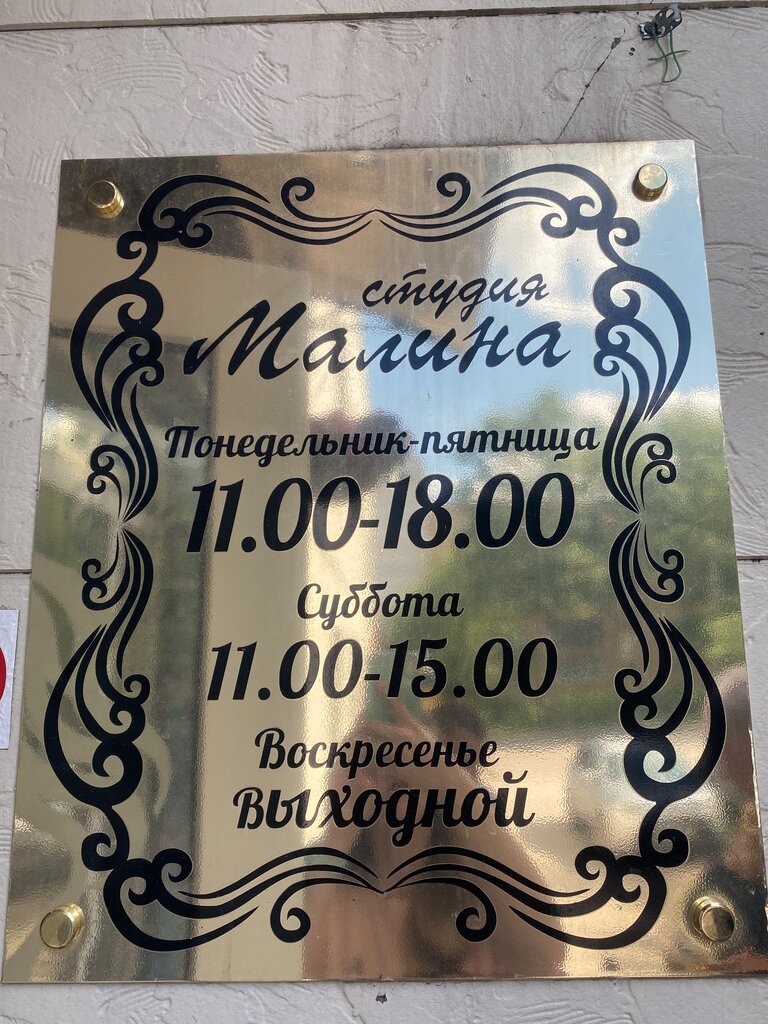 студия
Малина
Понедельник-пятница
11.00-18.00
Суббота
11.00-15.00
Воскресенье
Выходной